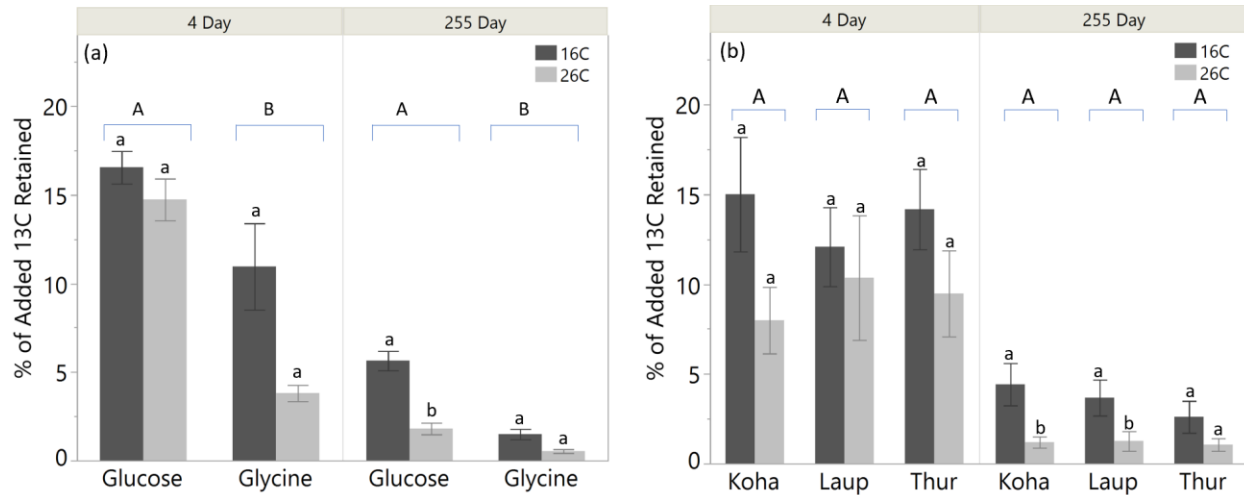 4 Day 255 Day
(a)
16C
26C
A B A B
a a a a a b a a
20
15
10
5
0
% of Added 13C Retained
Glucose Glycine Glucose Glycine
4 Day 255 Day
(b)
16C
26C
A A A A A A
a a a a a a a b a b a a
20
15
10
5
0
% of Added 13C Retained
Koha Laup Thur Koha Laup Thur